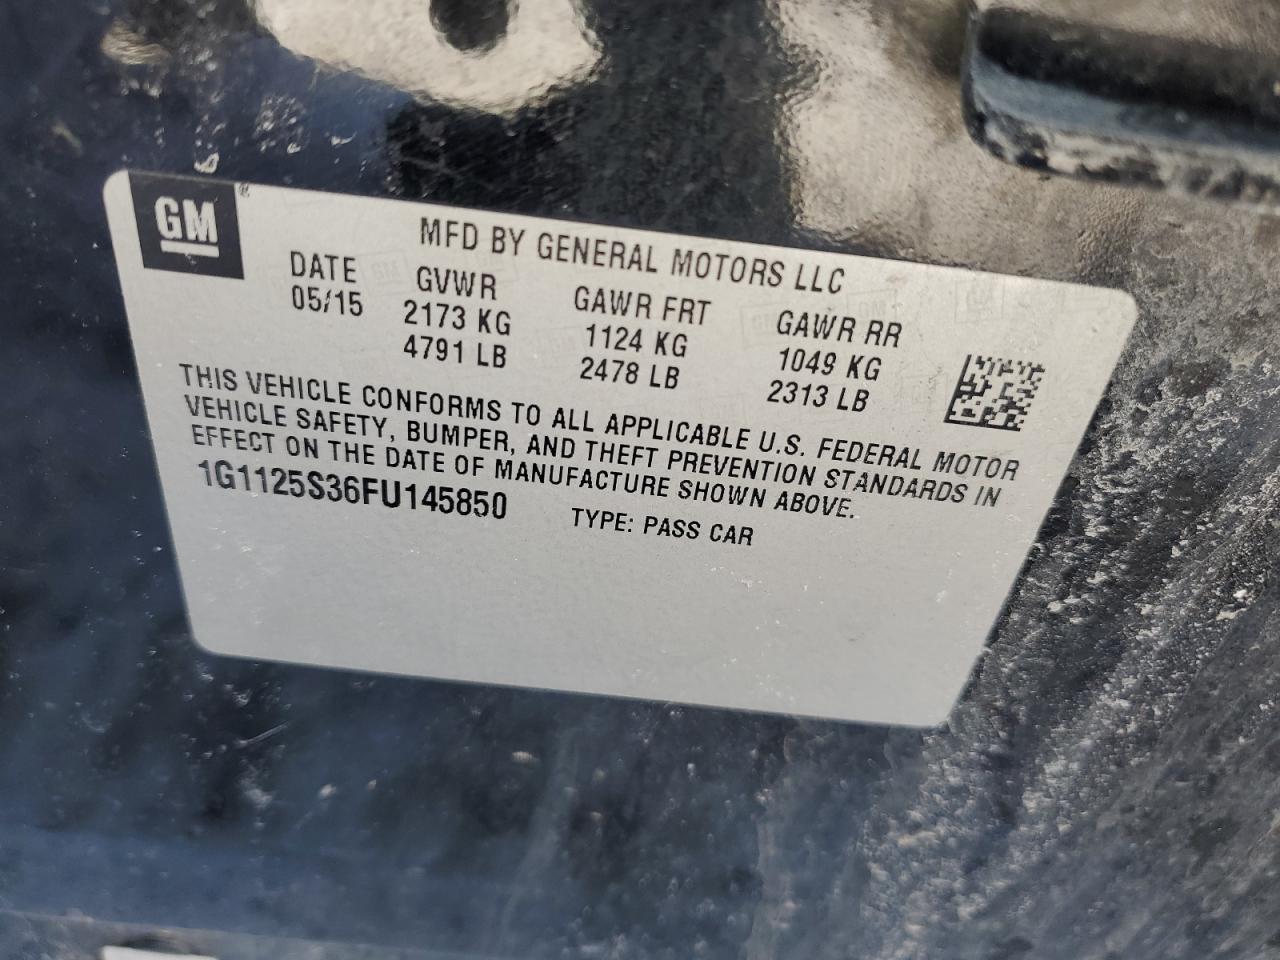 GM®
MFD BY GENERAL MOTORS LLC
DATE GVWR GAWR FRT GAWR RR
05/15 2173 KG 1124 KG 1049 KG
4791 LB 2478 LB 2313 LB
THIS VEHICLE CONFORMS TO ALL APPLICABLE U.S. FEDERAL MOTOR
VEHICLE SAFETY, BUMPER, AND THEFT PREVENTION STANDARDS IN
EFFECT ON THE DATE OF MANUFACTURE SHOWN ABOVE.
1G1125S36FU145850 TYPE: PASS CAR